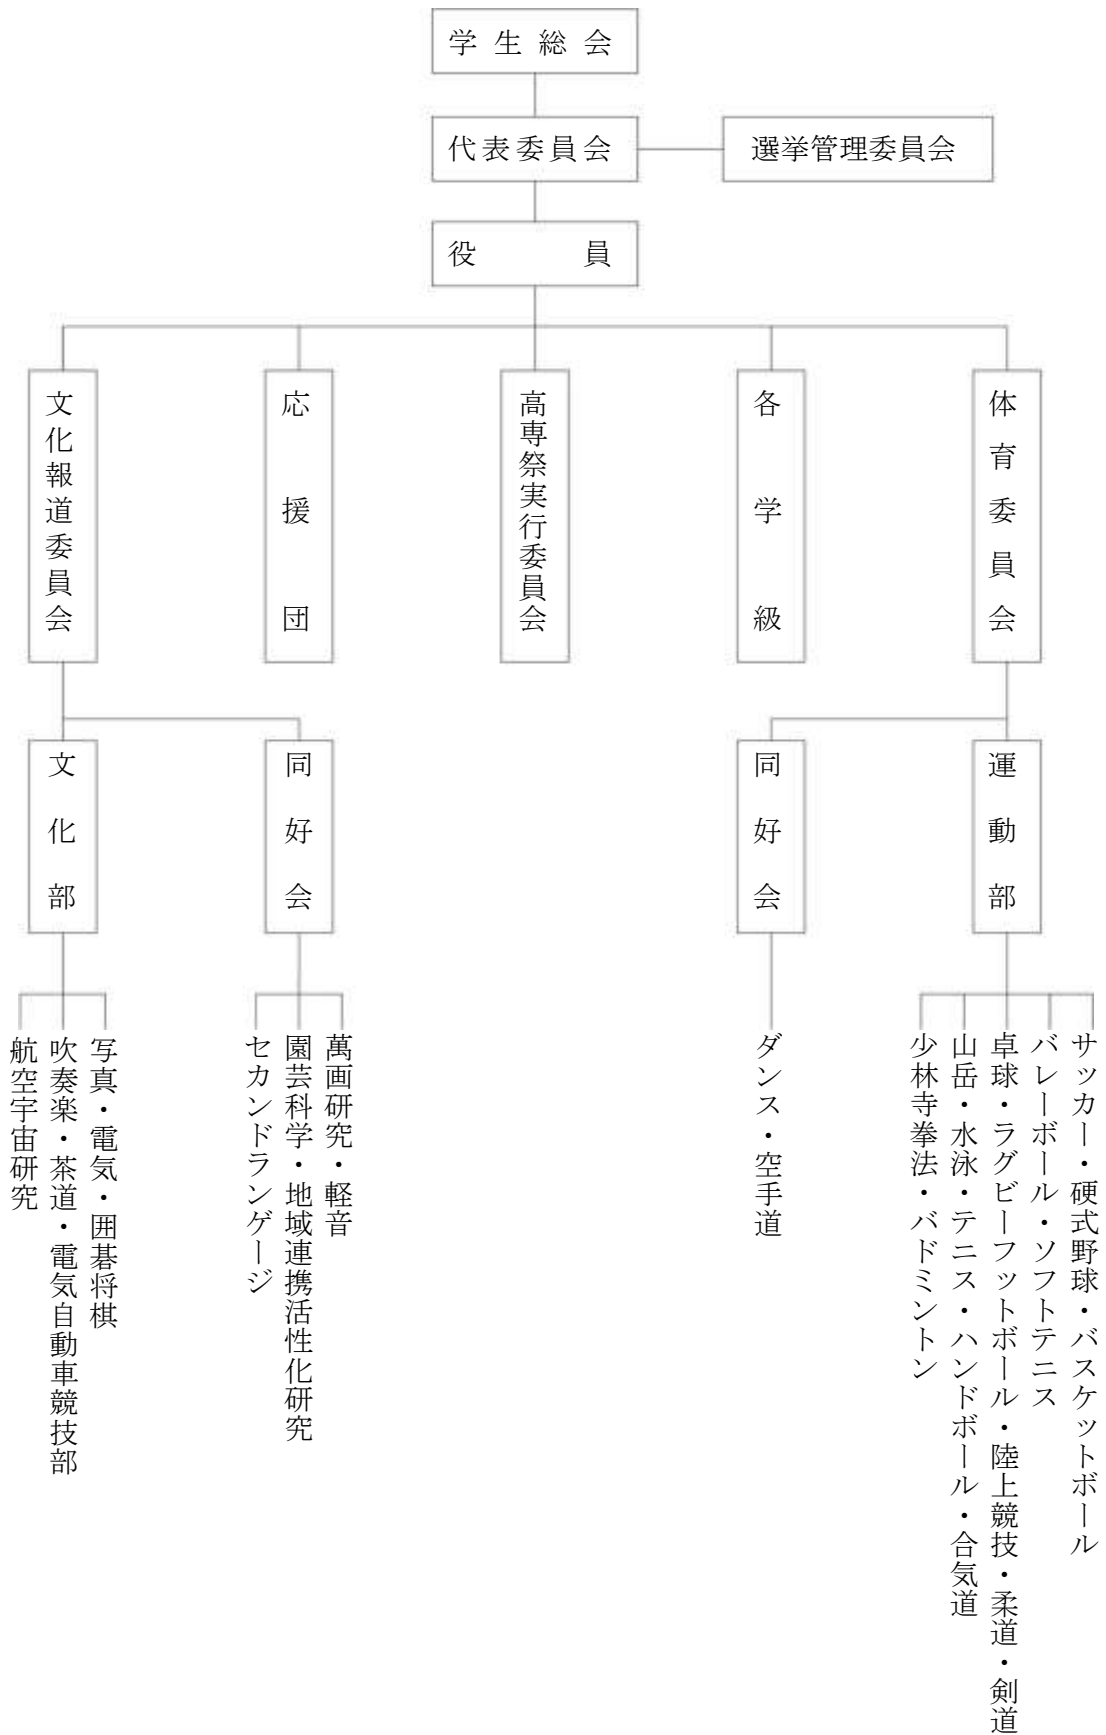 学生総会
代表委員会
選挙管理委員会
役員
文化報道委員会
応援団
高専祭実行委員会
各学級
体育委員会
文化部
同好会
同好会
運動部
写真・電気・囲碁将棋
吹奏楽・茶道・電気自動車競技部
航空宇宙研究
萬画研究・軽音
園芸科学・地域連携活性化研究
セカンドランゲージ
ダンス・空手道
サッカー・硬式野球・バスケットボール
バレーボール・ソフトテニス
卓球・ラグビーフットボール・陸上競技・柔道・剣道
山岳・水泳・テニス・ハンドボール・合気道
少林寺拳法・バドミントン